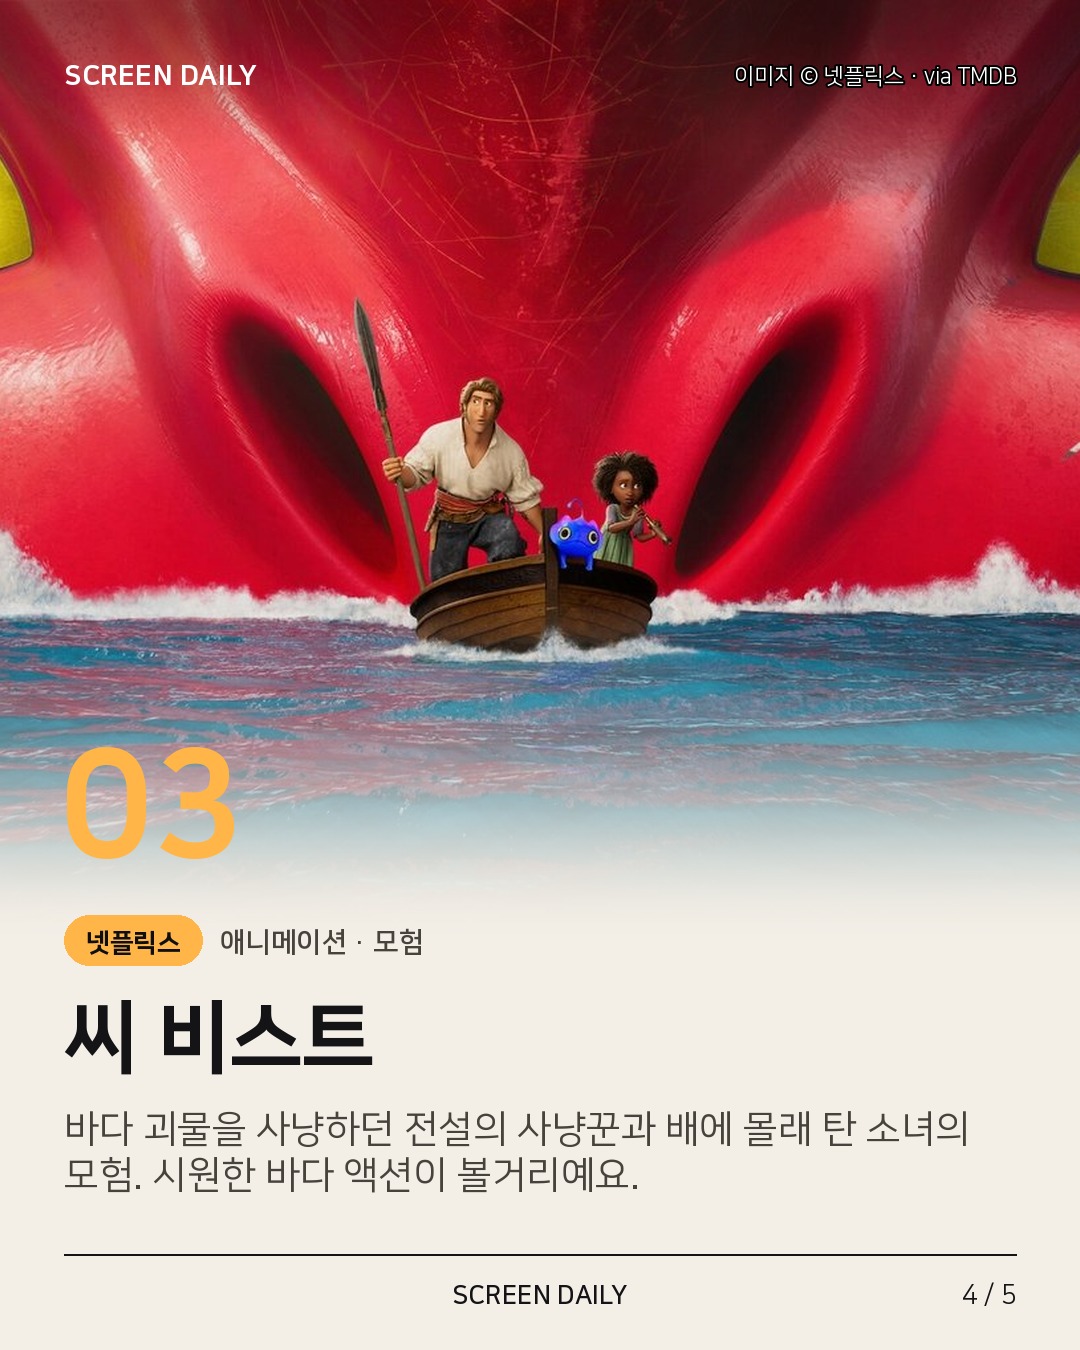 SCREEN DAILY
이미지 © 넷플릭스 · via TMDB
03
넷플릭스 애니메이션 · 모험
씨 비스트
바다 괴물을 사냥하던 전설의 사냥꾼과 배에 몰래 탄 소녀의
모험. 시원한 바다 액션이 볼거리예요.
SCREEN DAILY
4 / 5